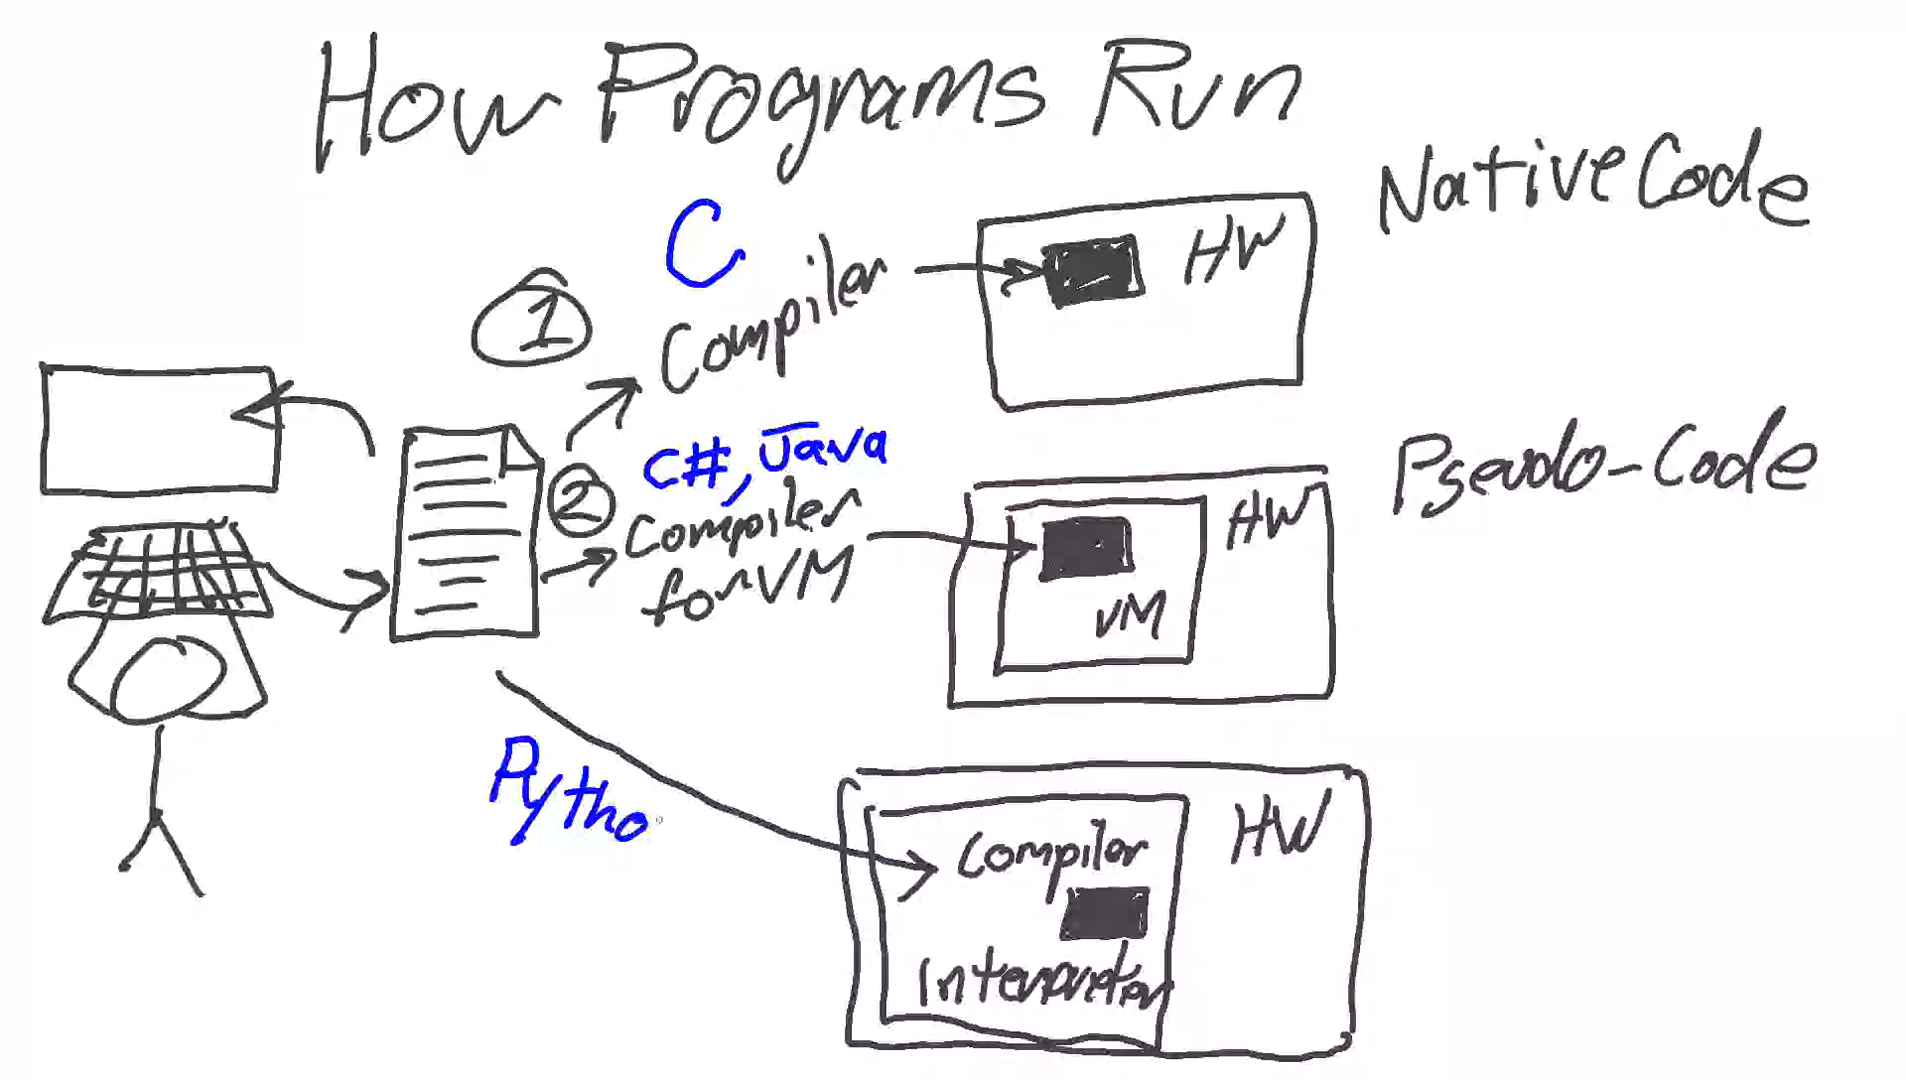 How Programs Run
Native Code
C
1
Compiler
HW
Pseudo-Code
C#, Java
2
Compiler
for VM
HW
VM
Pytho
Compiler
HW
Interpreter